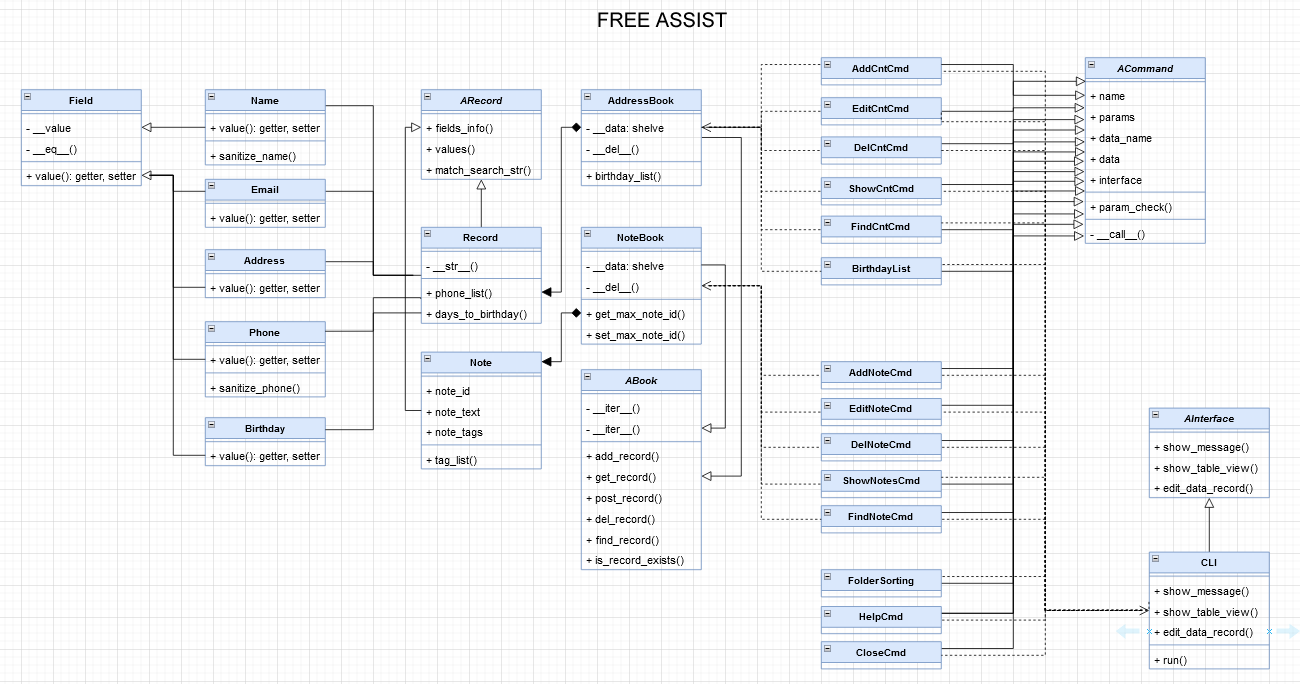 FREE ASSIST
Field
- __value
- __eq__()
+ value(): getter, setter
Name
+ value(): getter, setter
+ sanitize_name()
Email
+ value(): getter, setter
Address
+ value(): getter, setter
Phone
+ value(): getter, setter
+ sanitize_phone()
Birthday
+ value(): getter, setter
ARecord
+ fields_info()
+ values()
+ match_search_str()
Record
- __str__()
+ phone_list()
+ days_to_birthday()
Note
+ note_id
+ note_text
+ note_tags
+ tag_list()
AddressBook
- __data: shelve
- __del__()
+ birthday_list()
NoteBook
- __data: shelve
- __del__()
+ get_max_note_id()
+ set_max_note_id()
ABook
- __iter__()
- __iter__()
+ add_record()
+ get_record()
+ post_record()
+ del_record()
+ find_record()
+ is_record_exists()
AddCntCmd
EditCntCmd
DelCntCmd
ShowCntCmd
FindCntCmd
BirthdayList
AddNoteCmd
EditNoteCmd
DelNoteCmd
ShowNotesCmd
FindNoteCmd
FolderSorting
HelpCmd
CloseCmd
ACommand
+ name
+ params
+ data_name
+ data
+ interface
+ param_check()
- __call__()
AInterface
+ show_message()
+ show_table_view()
+ edit_data_record()
CLI
+ show_message()
+ show_table_view()
+ edit_data_record()
+ run()